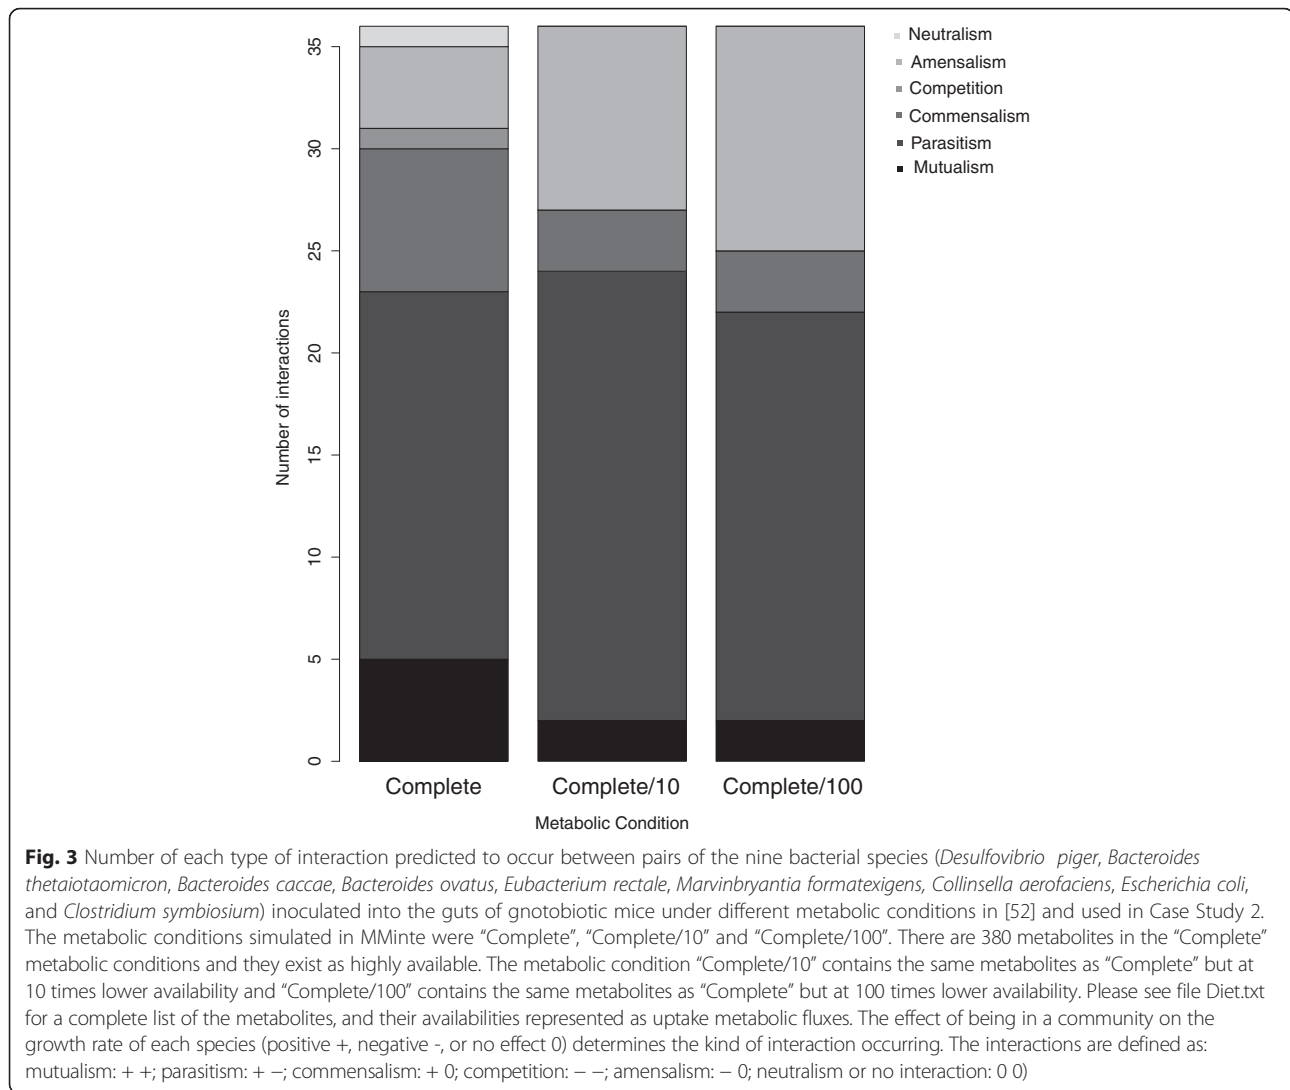 35
30
25
20
15
10
5
0
Number of interactions
Neutralism
Amensalism
Competition
Commensalism
Parasitism
Mutualism
Complete Complete/10 Complete/100
Metabolic Condition
Fig. 3 Number of each type of interaction predicted to occur between pairs of the nine bacterial species (Desulfovibrio piger, Bacteroides
thetaiotaomicron, Bacteroides caccae, Bacteroides ovatus, Eubacterium rectale, Marvinbryantia formatexigens, Collinsella aerofaciens, Escherichia coli,
and Clostridium symbiosium) inoculated into the guts of gnotobiotic mice under different metabolic conditions in [52] and used in Case Study 2.
The metabolic conditions simulated in MMinte were “Complete”, “Complete/10” and “Complete/100”. There are 380 metabolites in the “Complete”
metabolic conditions and they exist as highly available. The metabolic condition “Complete/10” contains the same metabolites as “Complete” but at
10 times lower availability and “Complete/100” contains the same metabolites as “Complete” but at 100 times lower availability. Please see file Diet.txt
for a complete list of the metabolites, and their availabilities represented as uptake metabolic fluxes. The effect of being in a community on the
growth rate of each species (positive +, negative -, or no effect 0) determines the kind of interaction occurring. The interactions are defined as:
mutualism: + +; parasitism: + −; commensalism: + 0; competition: − −; amensalism: − 0; neutralism or no interaction: 0 0)